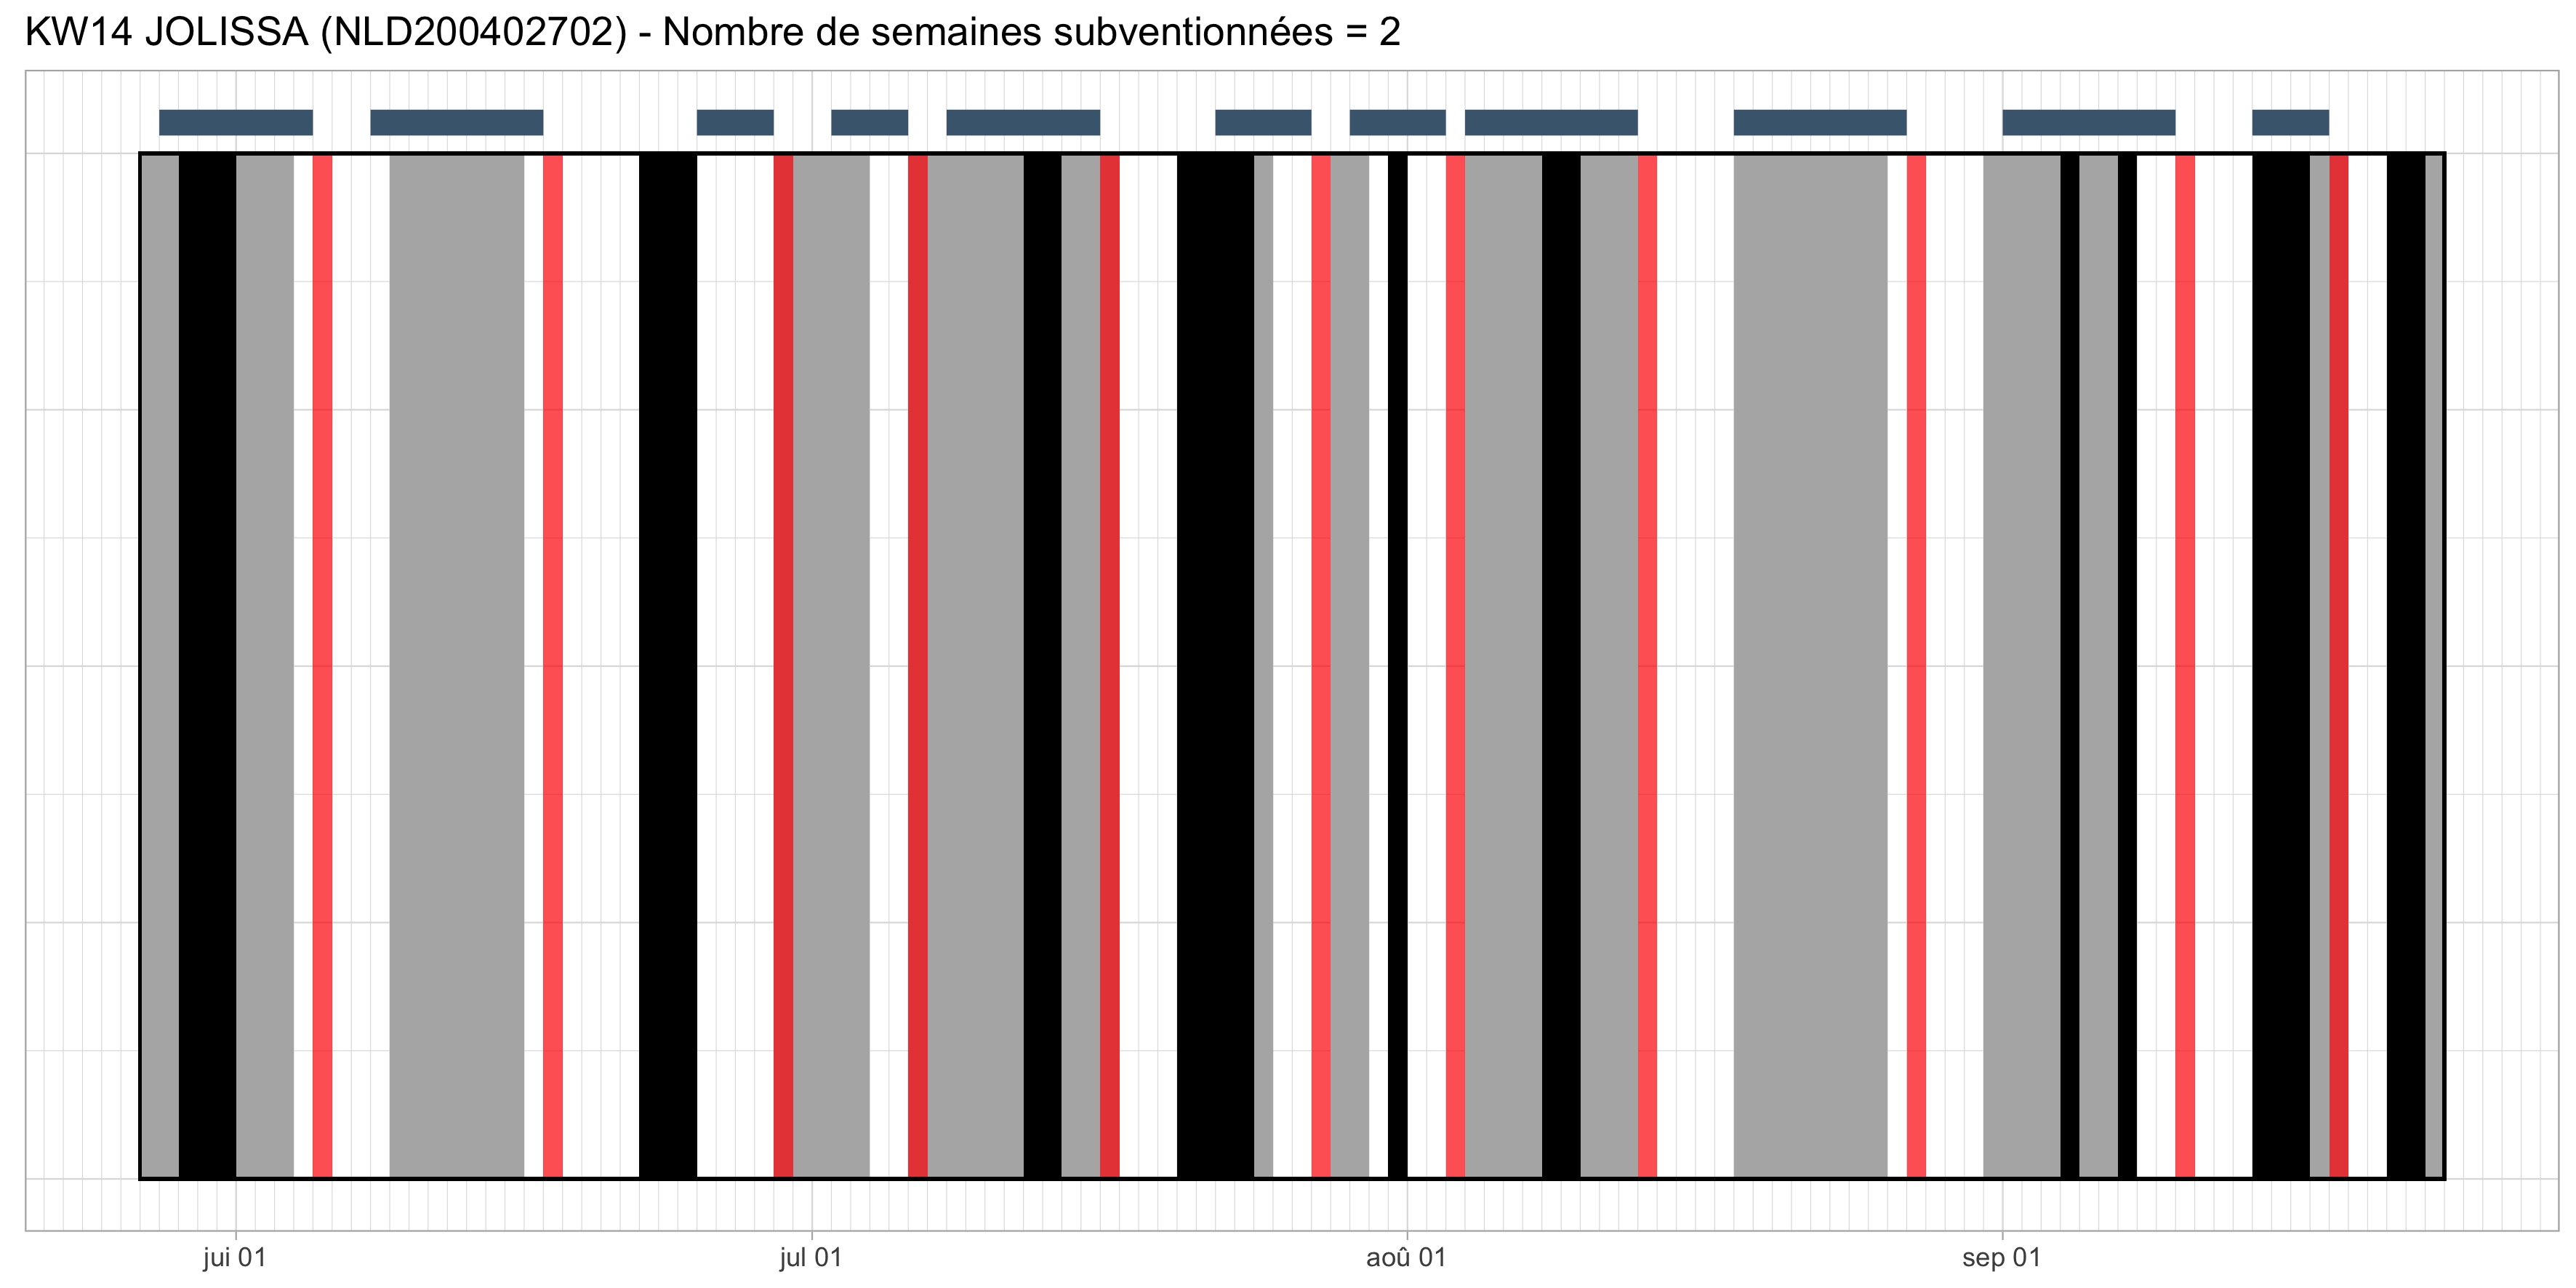 KW14 JOLISSA (NLD200402702) - Nombre de semaines subventionnées = 2
jui 01
jul 01
aoû 01
sep 01